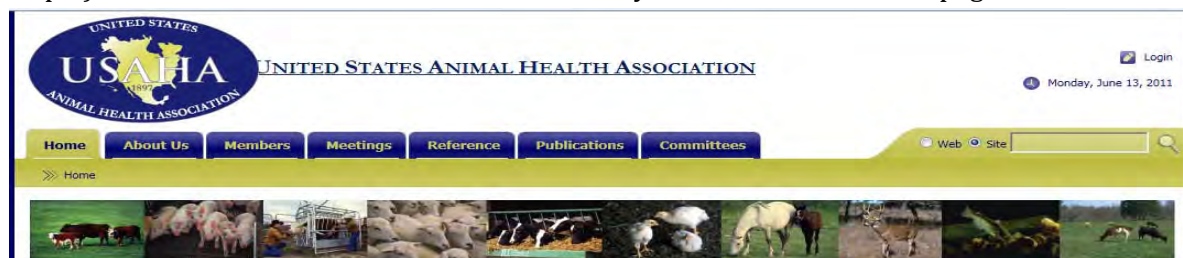 UNITED STATES
USAHA
1897
ANIMAL HEALTH ASSOCIATION
UNITED STATES ANIMAL HEALTH ASSOCIATION
Login
Monday, June 13, 2011
Home About Us Members Meetings Reference Publications Committees
Web Site
Home